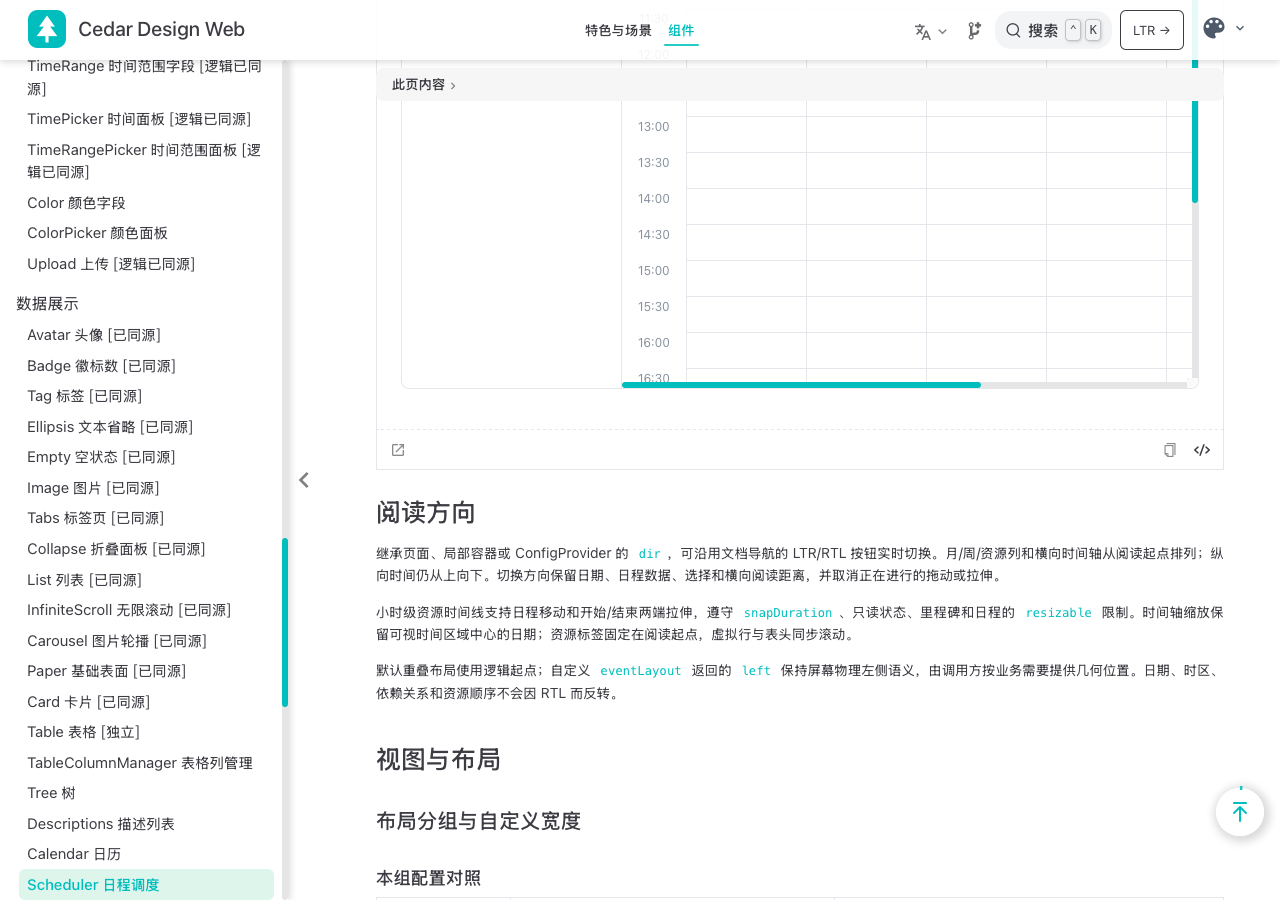 Cedar Design Web
特色与场景
组件
搜索
^
K
LTR →
TimeRange 时间范围字段 [逻辑已同
源]
TimePicker 时间面板 [逻辑已同源]
TimeRangePicker 时间范围面板 [逻
辑已同源]
Color 颜色字段
ColorPicker 颜色面板
Upload 上传 [逻辑已同源]
数据展示
Avatar 头像 [已同源]
Badge 徽标数 [已同源]
Tag 标签 [已同源]
Ellipsis 文本省略 [已同源]
Empty 空状态 [已同源]
Image 图片 [已同源]
Tabs 标签页 [已同源]
Collapse 折叠面板 [已同源]
List 列表 [已同源]
InfiniteScroll 无限滚动 [已同源]
Carousel 图片轮播 [已同源]
Paper 基础表面 [已同源]
Card 卡片 [已同源]
Table 表格 [独立]
TableColumnManager 表格列管理
Tree 树
Descriptions 描述列表
Calendar 日历
Scheduler 日程调度
12:00
此页内容 ›
13:00
13:30
14:00
14:30
15:00
15:30
16:00
16:30
阅读方向
继承页面、局部容器或 ConfigProvider 的 dir ，可沿用文档导航的 LTR/RTL 按钮实时切换。月/周/资源列和横向时间轴从阅读起点排列；纵
向时间仍从上向下。切换方向保留日期、日程数据、选择和横向阅读距离，并取消正在进行的拖动或拉伸。
小时级资源时间线支持日程移动和开始/结束两端拉伸，遵守 snapDuration 、只读状态、里程碑和日程的 resizable 限制。时间轴缩放保
留可视时间区域中心的日期；资源标签固定在阅读起点，虚拟行与表头同步滚动。
默认重叠布局使用逻辑起点；自定义 eventLayout 返回的 left 保持屏幕物理左侧语义，由调用方按业务需要提供几何位置。日期、时区、
依赖关系和资源顺序不会因 RTL 而反转。
视图与布局
布局分组与自定义宽度
本组配置对照